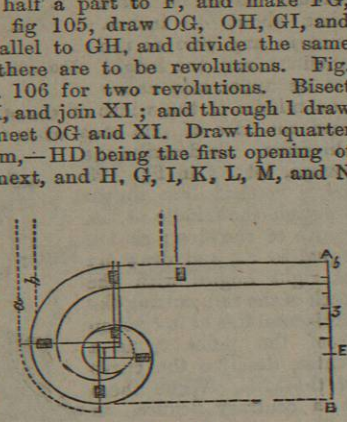 half a part to F, and make FG,
fig 105, draw OG, OH, GI, and
allel to GH, and divide the same
there are to be revolutions. Fig.
106 for two revolutions. Bisect
, and join XI; and through 1 draw
neet OG and XI. Draw the quarter
m,—HD being the first opening o
next, and H, G, I, K, L, M, and N
A 5
a b
3
E
B